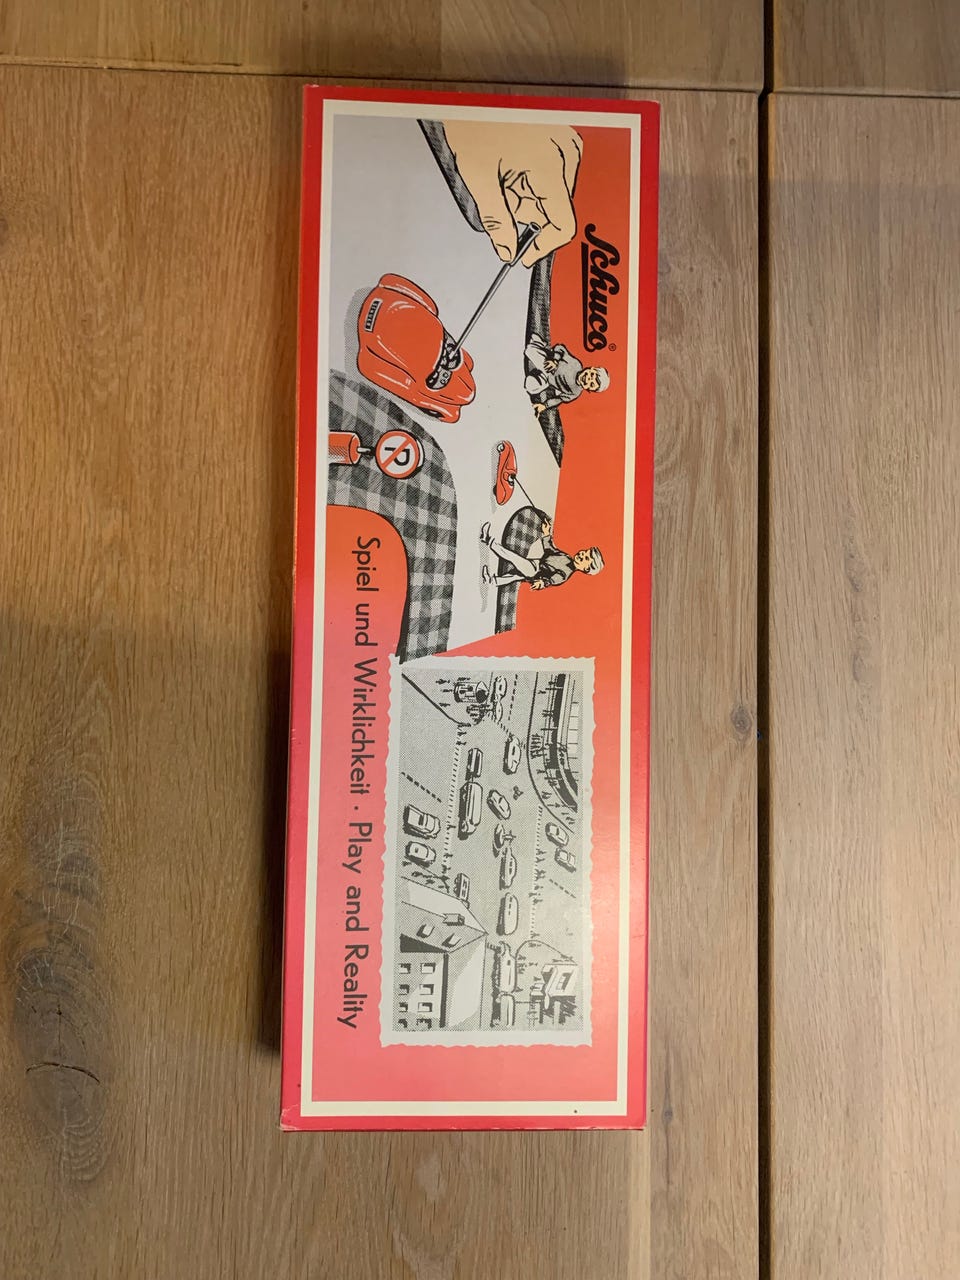 Schuco®
P
Spiel und Wirklichkeit · Play and Reality